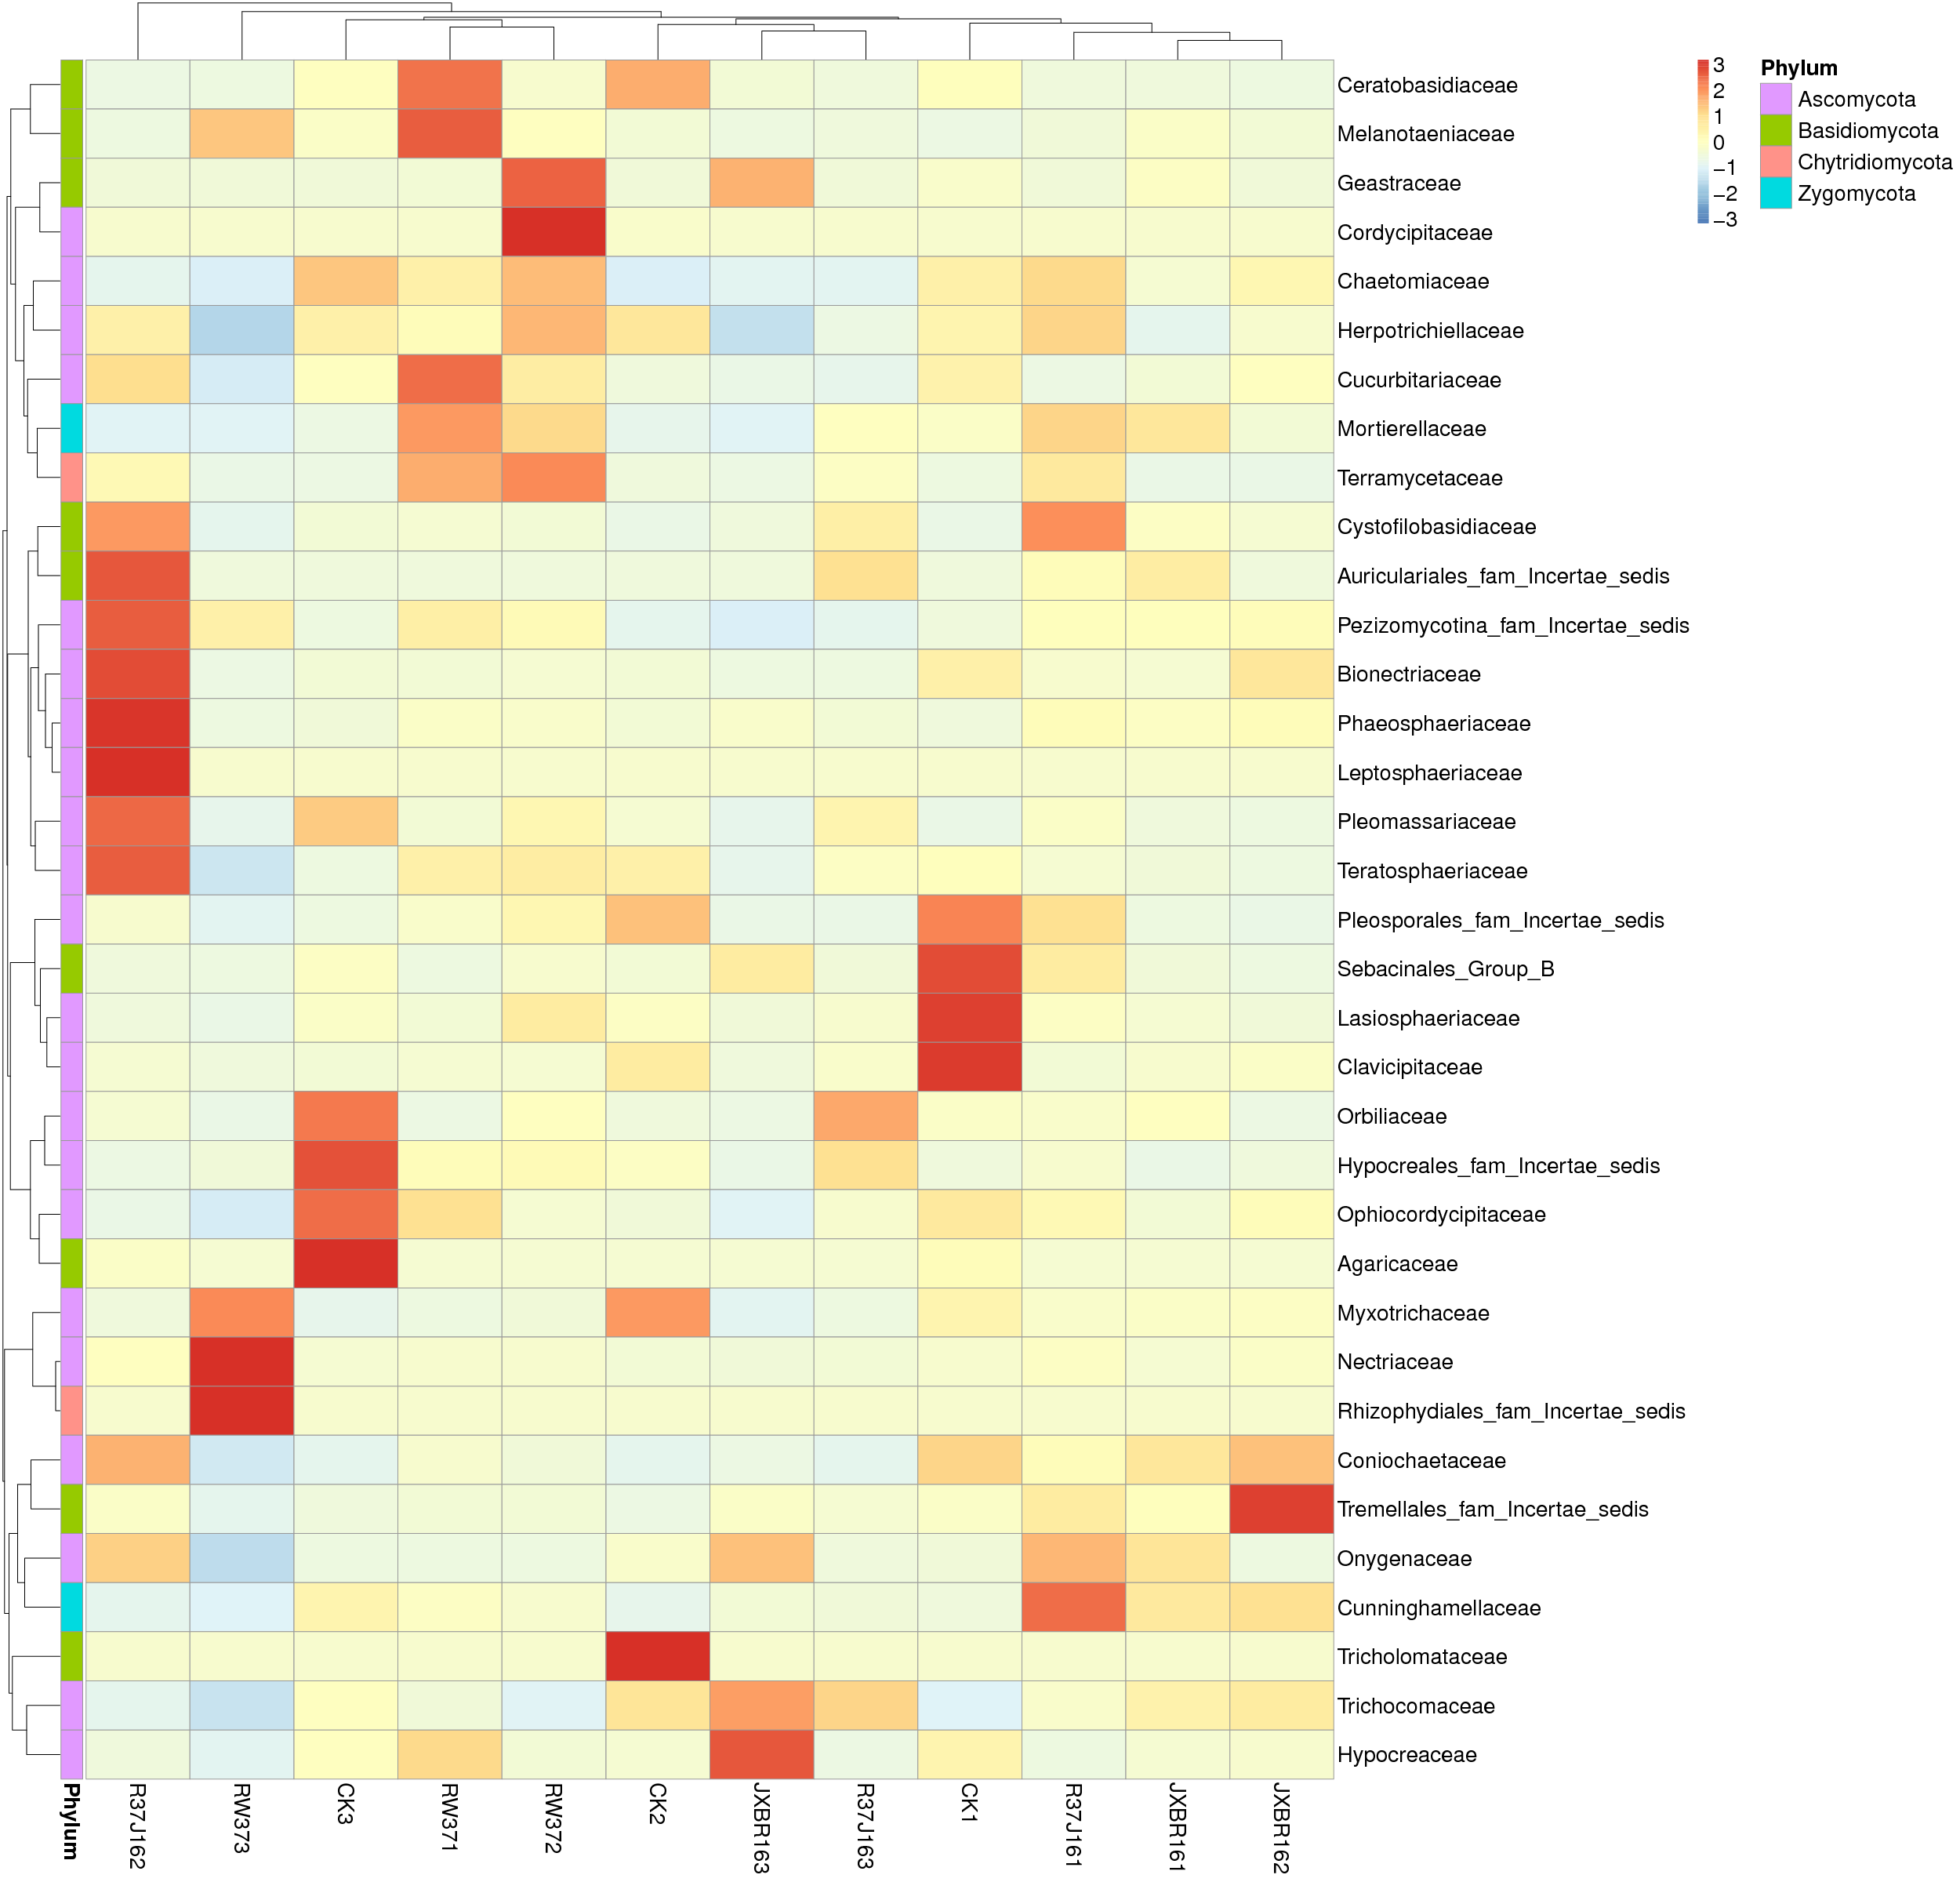 3
2
1
0
−1
−2
−3
Phylum
Ascomycota
Basidiomycota
Chytridiomycota
Zygomycota
Ceratobasidiaceae
Melanotaeniaceae
Geastraceae
Cordycipitaceae
Chaetomiaceae
Herpotrichiellaceae
Cucurbitariaceae
Mortierellaceae
Terramycetaceae
Cystofilobasidiaceae
Auriculariales_fam_Incertae_sedis
Pezizomycotina_fam_Incertae_sedis
Bionectriaceae
Phaeosphaeriaceae
Leptosphaeriaceae
Pleomassariaceae
Teratosphaeriaceae
Pleosporales_fam_Incertae_sedis
Sebacinales_Group_B
Lasiosphaeriaceae
Clavicipitaceae
Orbiliaceae
Hypocreales_fam_Incertae_sedis
Ophiocordycipitaceae
Agaricaceae
Myxotrichaceae
Nectriaceae
Rhizophydiales_fam_Incertae_sedis
Coniochaetaceae
Tremellales_fam_Incertae_sedis
Onygenaceae
Cunninghamellaceae
Tricholomataceae
Trichocomaceae
Hypocreaceae
Phylum
R37J162
RW373
CK3
RW371
RW372
CK2
JXBR163
R37J163
CK1
R37J161
JXBR161
JXBR162